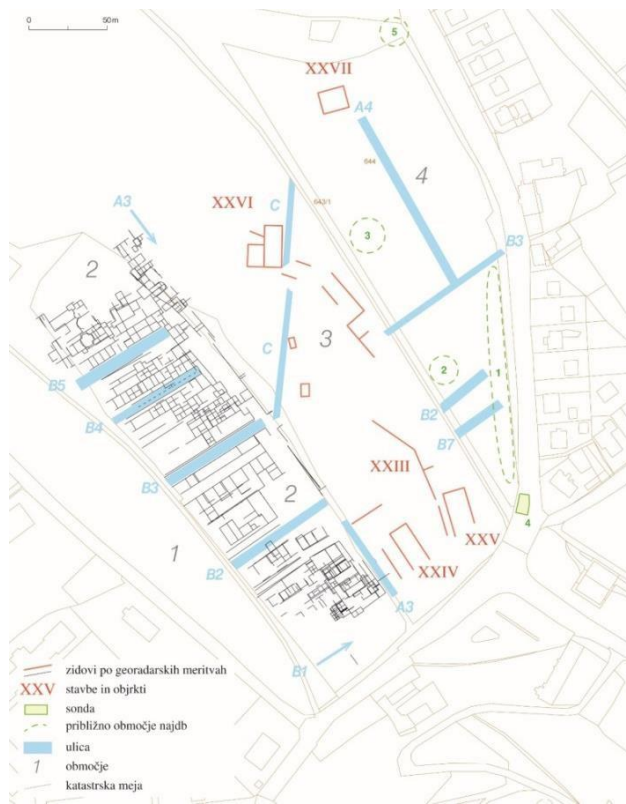 0 50 m
5
XXVII
A4
644
4
A3
XXVI
C
643/1
3
B3
2
3
C
2
1
B5
B2
B4
B7
XXIII
B3
2
4
1
XXV
XXIV
B2
A3
B1
zidovi po georadarskih meritvah
XXV stavbe in objrkti
sonda
približno območje najdb
ulica
1 območje
katastrska meja